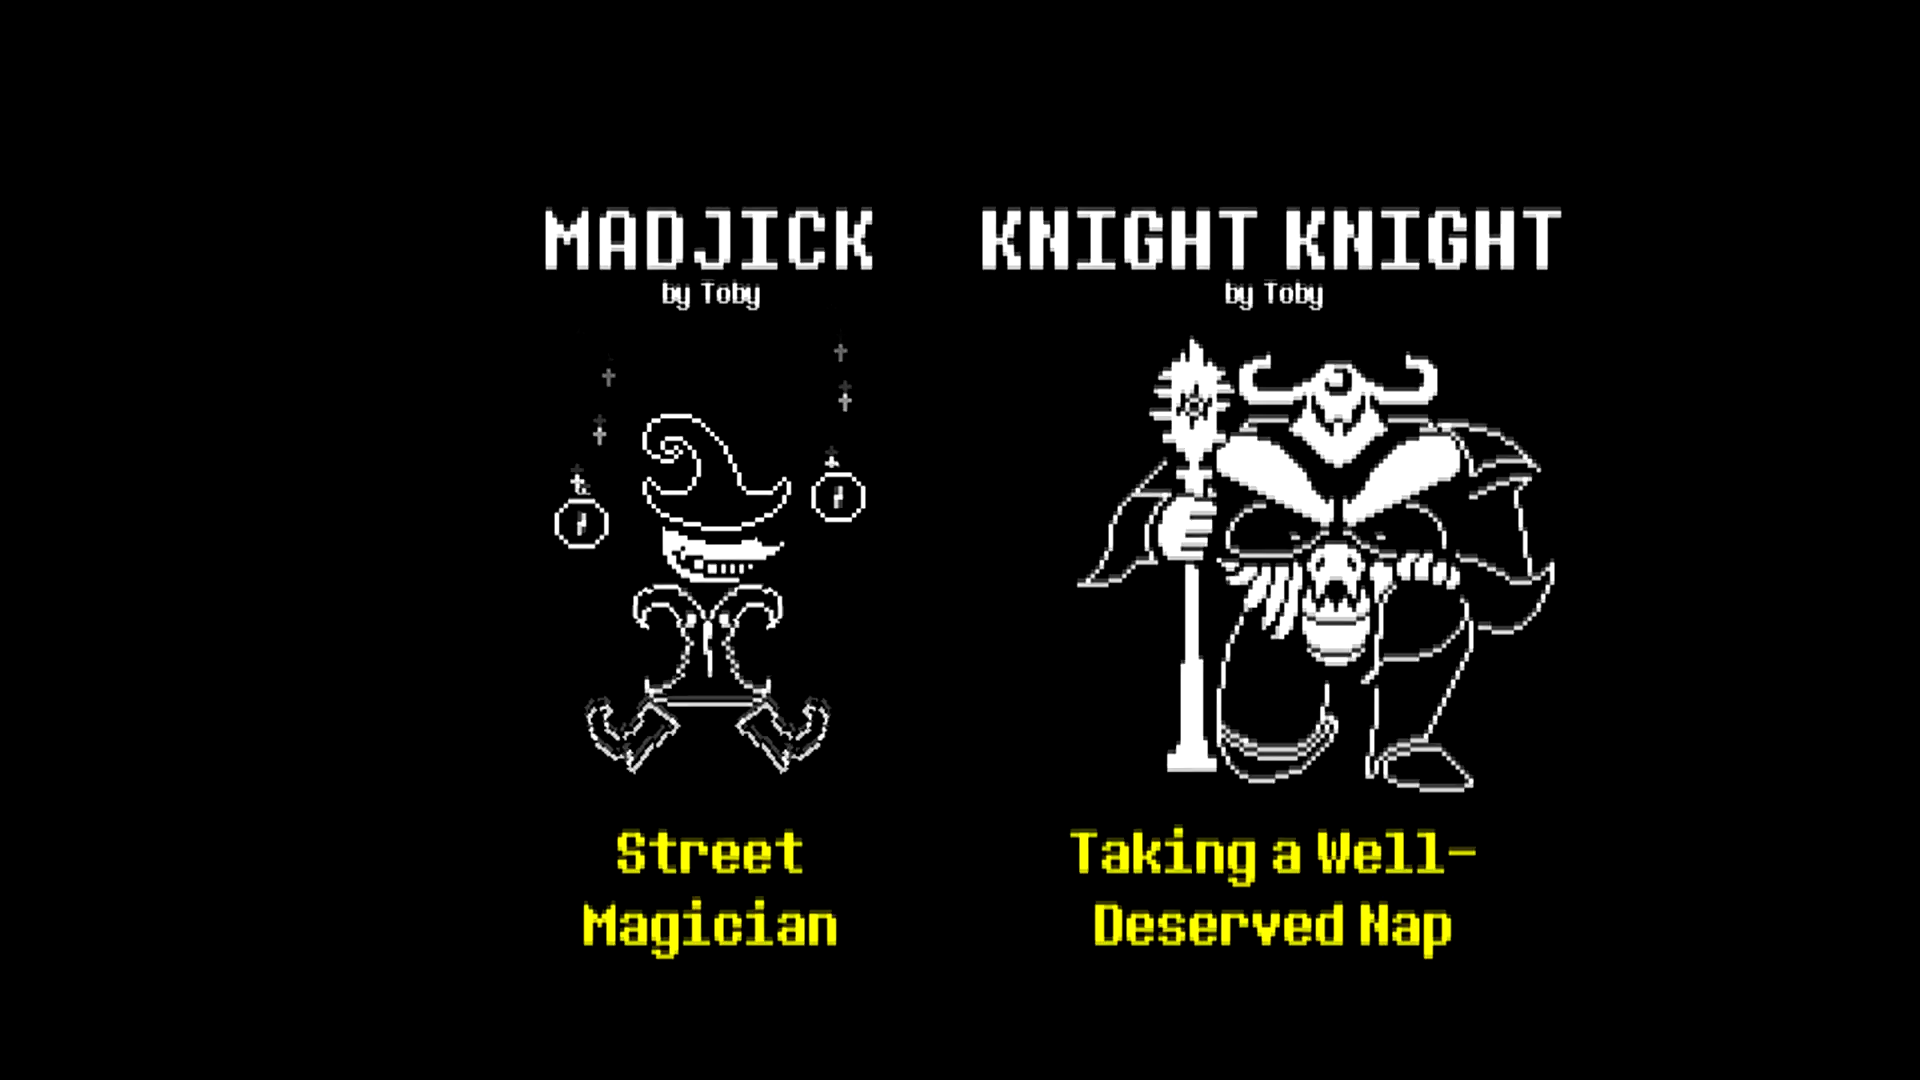 MADJICK
by Toby
Street
Magician
KNIGHT KNIGHT
by Toby
Taking a Well-
Deserved Nap